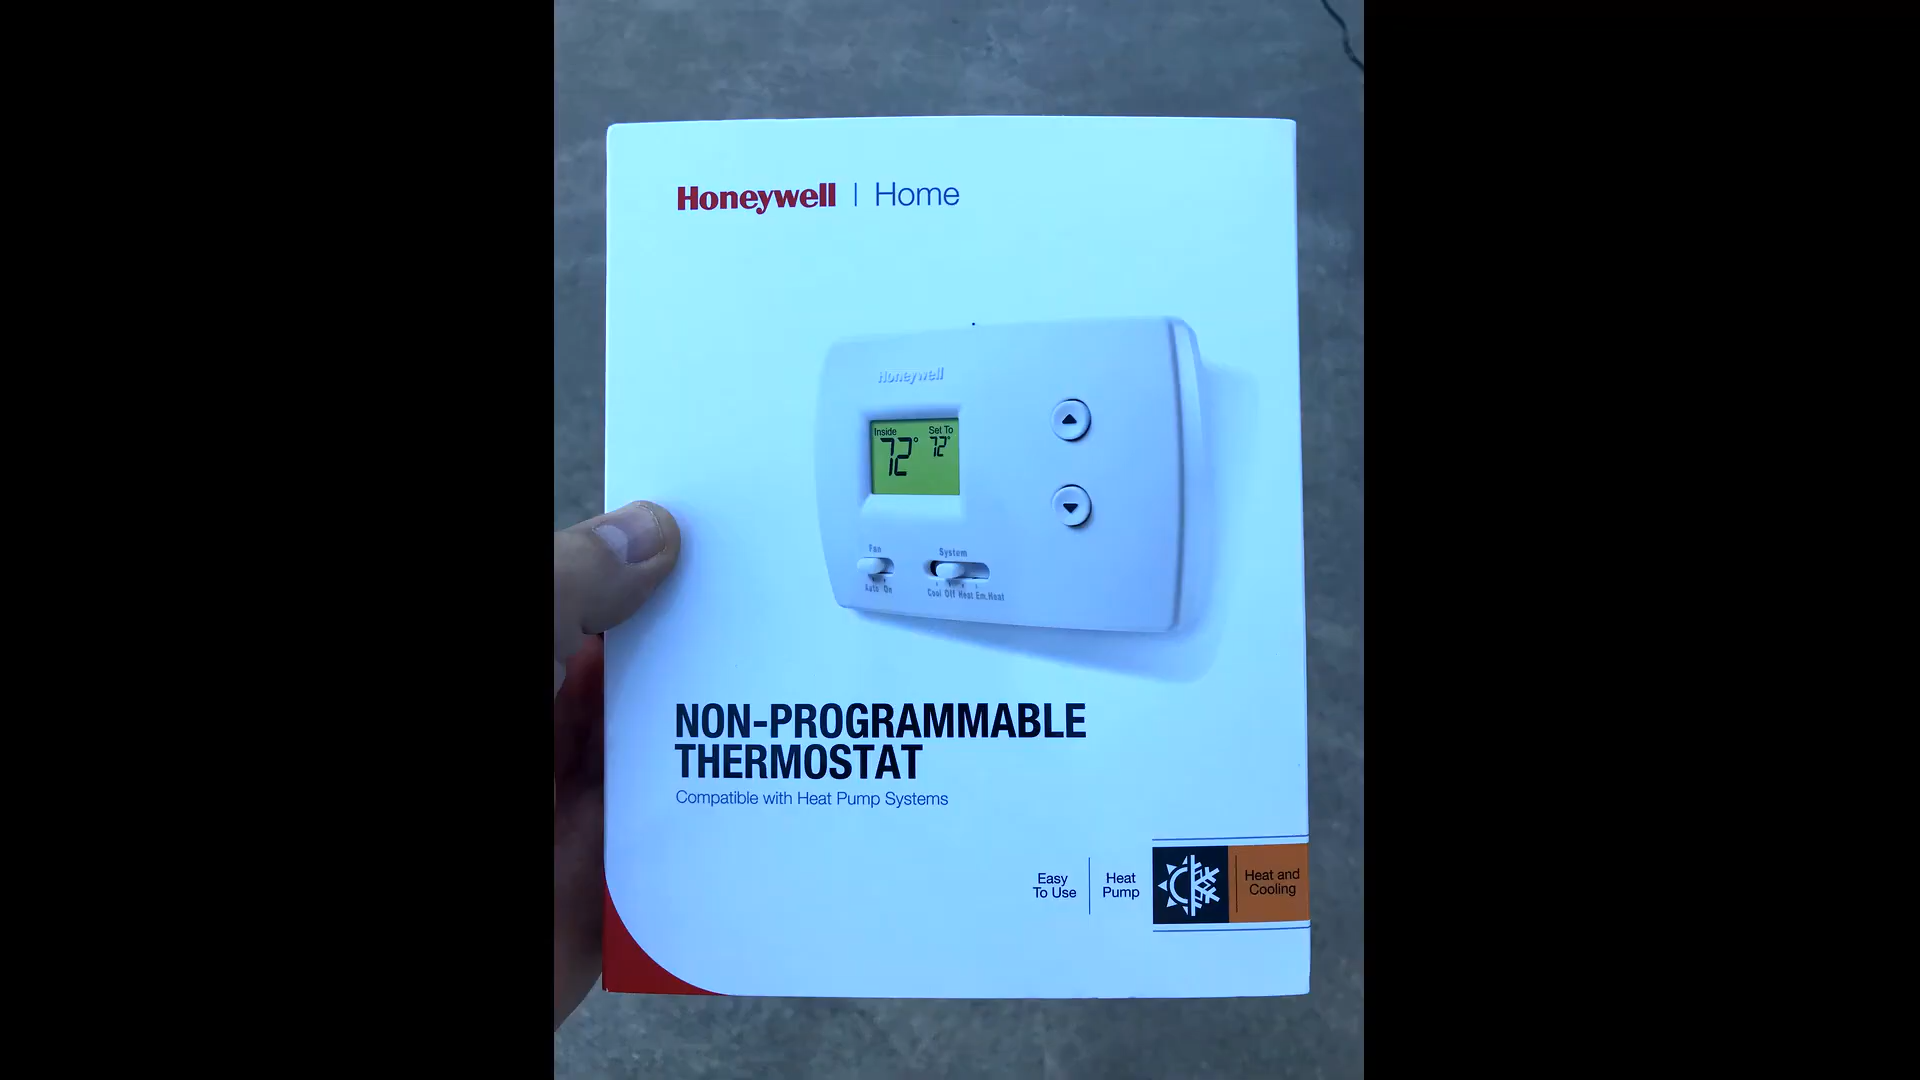 Honeywell | Home
Honeywell
Inside Set To
72° 72°
Fan System
Auto On Cool Off Heat Em.Heat
NON-PROGRAMMABLE
THERMOSTAT
Compatible with Heat Pump Systems
Easy
To Use
Heat
Pump
Heat and
Cooling